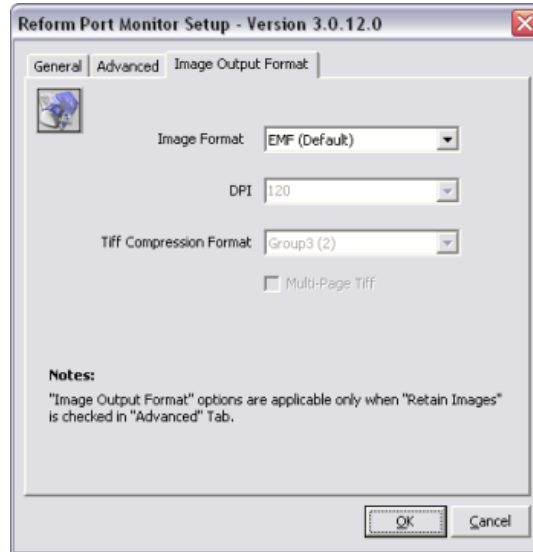 Reform Port Monitor Setup - Version 3.0.12.0
General Advanced Image Output Format
Image Format EMF (Default)
DPI 120
Tiff Compression Format Group3 (2)
Multi-Page Tiff
Notes:
"Image Output Format" options are applicable only when "Retain Images"
is checked in "Advanced" Tab.
OK Cancel